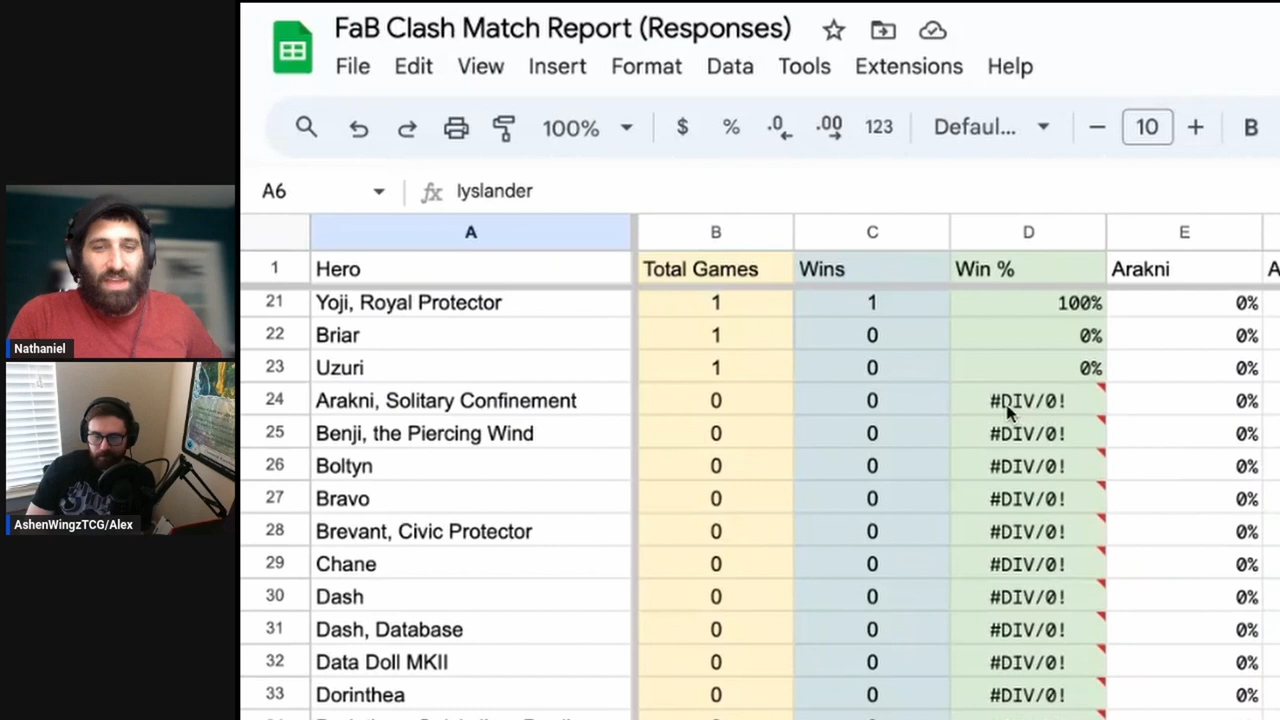 FaB Clash Match Report (Responses)
File Edit View Insert Format Data Tools Extensions Help
100% $ % .0 .00 123 Defaul... − 10 + B
A6 fx lyslander
A B C D E
1 Hero Total Games Wins Win % Arakni A
21 Yoji, Royal Protector 1 1 100% 0%
22 Briar 1 0 0% 0%
23 Uzuri 1 0 0% 0%
24 Arakni, Solitary Confinement 0 0 #DIV/0! 0%
25 Benji, the Piercing Wind 0 0 #DIV/0! 0%
26 Boltyn 0 0 #DIV/0! 0%
27 Bravo 0 0 #DIV/0! 0%
28 Brevant, Civic Protector 0 0 #DIV/0! 0%
29 Chane 0 0 #DIV/0! 0%
30 Dash 0 0 #DIV/0! 0%
31 Dash, Database 0 0 #DIV/0! 0%
32 Data Doll MKII 0 0 #DIV/0! 0%
33 Dorinthea 0 0 #DIV/0! 0%
Nathaniel
AshenWingzTCG/Alex